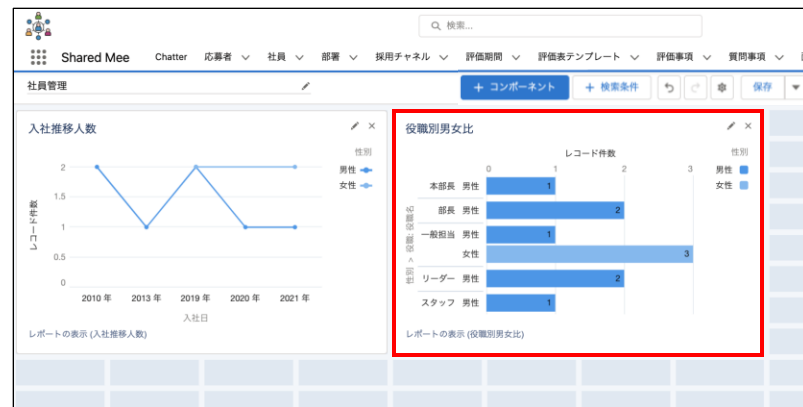 検索...
Shared Mee Chatter 応募者 社員 部署 採用チャネル 評価期間 評価表テンプレート 評価事項 質問事項
社員管理 + コンポーネント + 検索条件 保存
入社推移人数
性別
男性
女性
レコード件数
2
1.5
1
0.5
0
2010 年 2013 年 2019 年 2020 年 2021 年
入社日
レポートの表示 (入社推移人数)
役職別男女比
レコード件数
性別
男性
女性
0 1 2 3
性別 > 役職: 役職名
本部長 男性 1
部長 男性 2
一般担当 男性 1
女性 3
リーダー 男性 2
スタッフ 男性 1
レポートの表示 (役職別男女比)